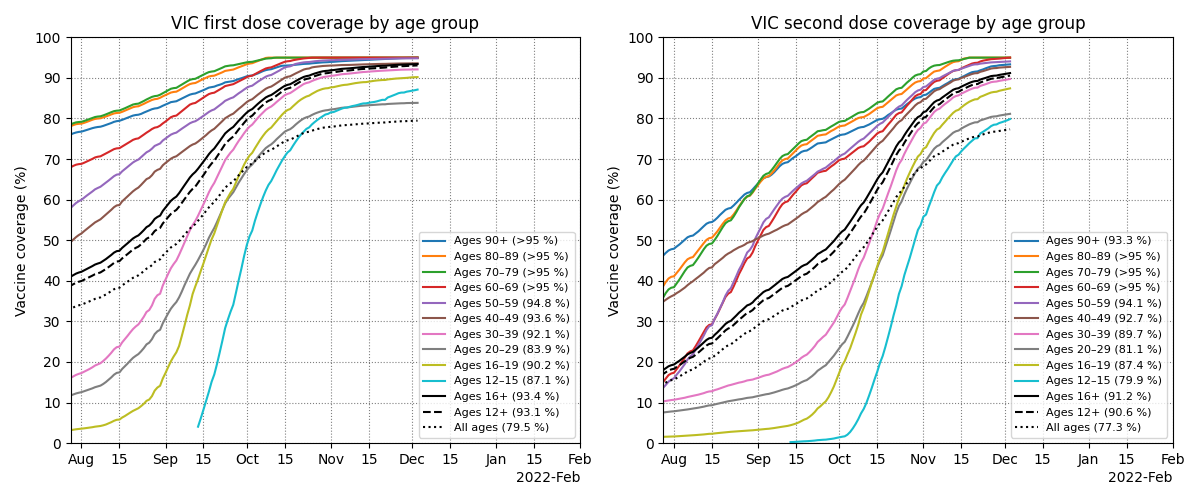 VIC first dose coverage by age group
Vaccine coverage (%)
100
90
80
70
60
50
40
30
20
10
0
Ages 90+ (>95 %)
Ages 80–89 (>95 %)
Ages 70–79 (>95 %)
Ages 60–69 (>95 %)
Ages 50–59 (94.8 %)
Ages 40–49 (93.6 %)
Ages 30–39 (92.1 %)
Ages 20–29 (83.9 %)
Ages 16–19 (90.2 %)
Ages 12–15 (87.1 %)
Ages 16+ (93.4 %)
Ages 12+ (93.1 %)
All ages (79.5 %)
Aug 15 Sep 15 Oct 15 Nov 15 Dec 15 Jan 15 Feb
2022-Feb
VIC second dose coverage by age group
Vaccine coverage (%)
100
90
80
70
60
50
40
30
20
10
0
Ages 90+ (93.3 %)
Ages 80–89 (>95 %)
Ages 70–79 (>95 %)
Ages 60–69 (>95 %)
Ages 50–59 (94.1 %)
Ages 40–49 (92.7 %)
Ages 30–39 (89.7 %)
Ages 20–29 (81.1 %)
Ages 16–19 (87.4 %)
Ages 12–15 (79.9 %)
Ages 16+ (91.2 %)
Ages 12+ (90.6 %)
All ages (77.3 %)
Aug 15 Sep 15 Oct 15 Nov 15 Dec 15 Jan 15 Feb
2022-Feb